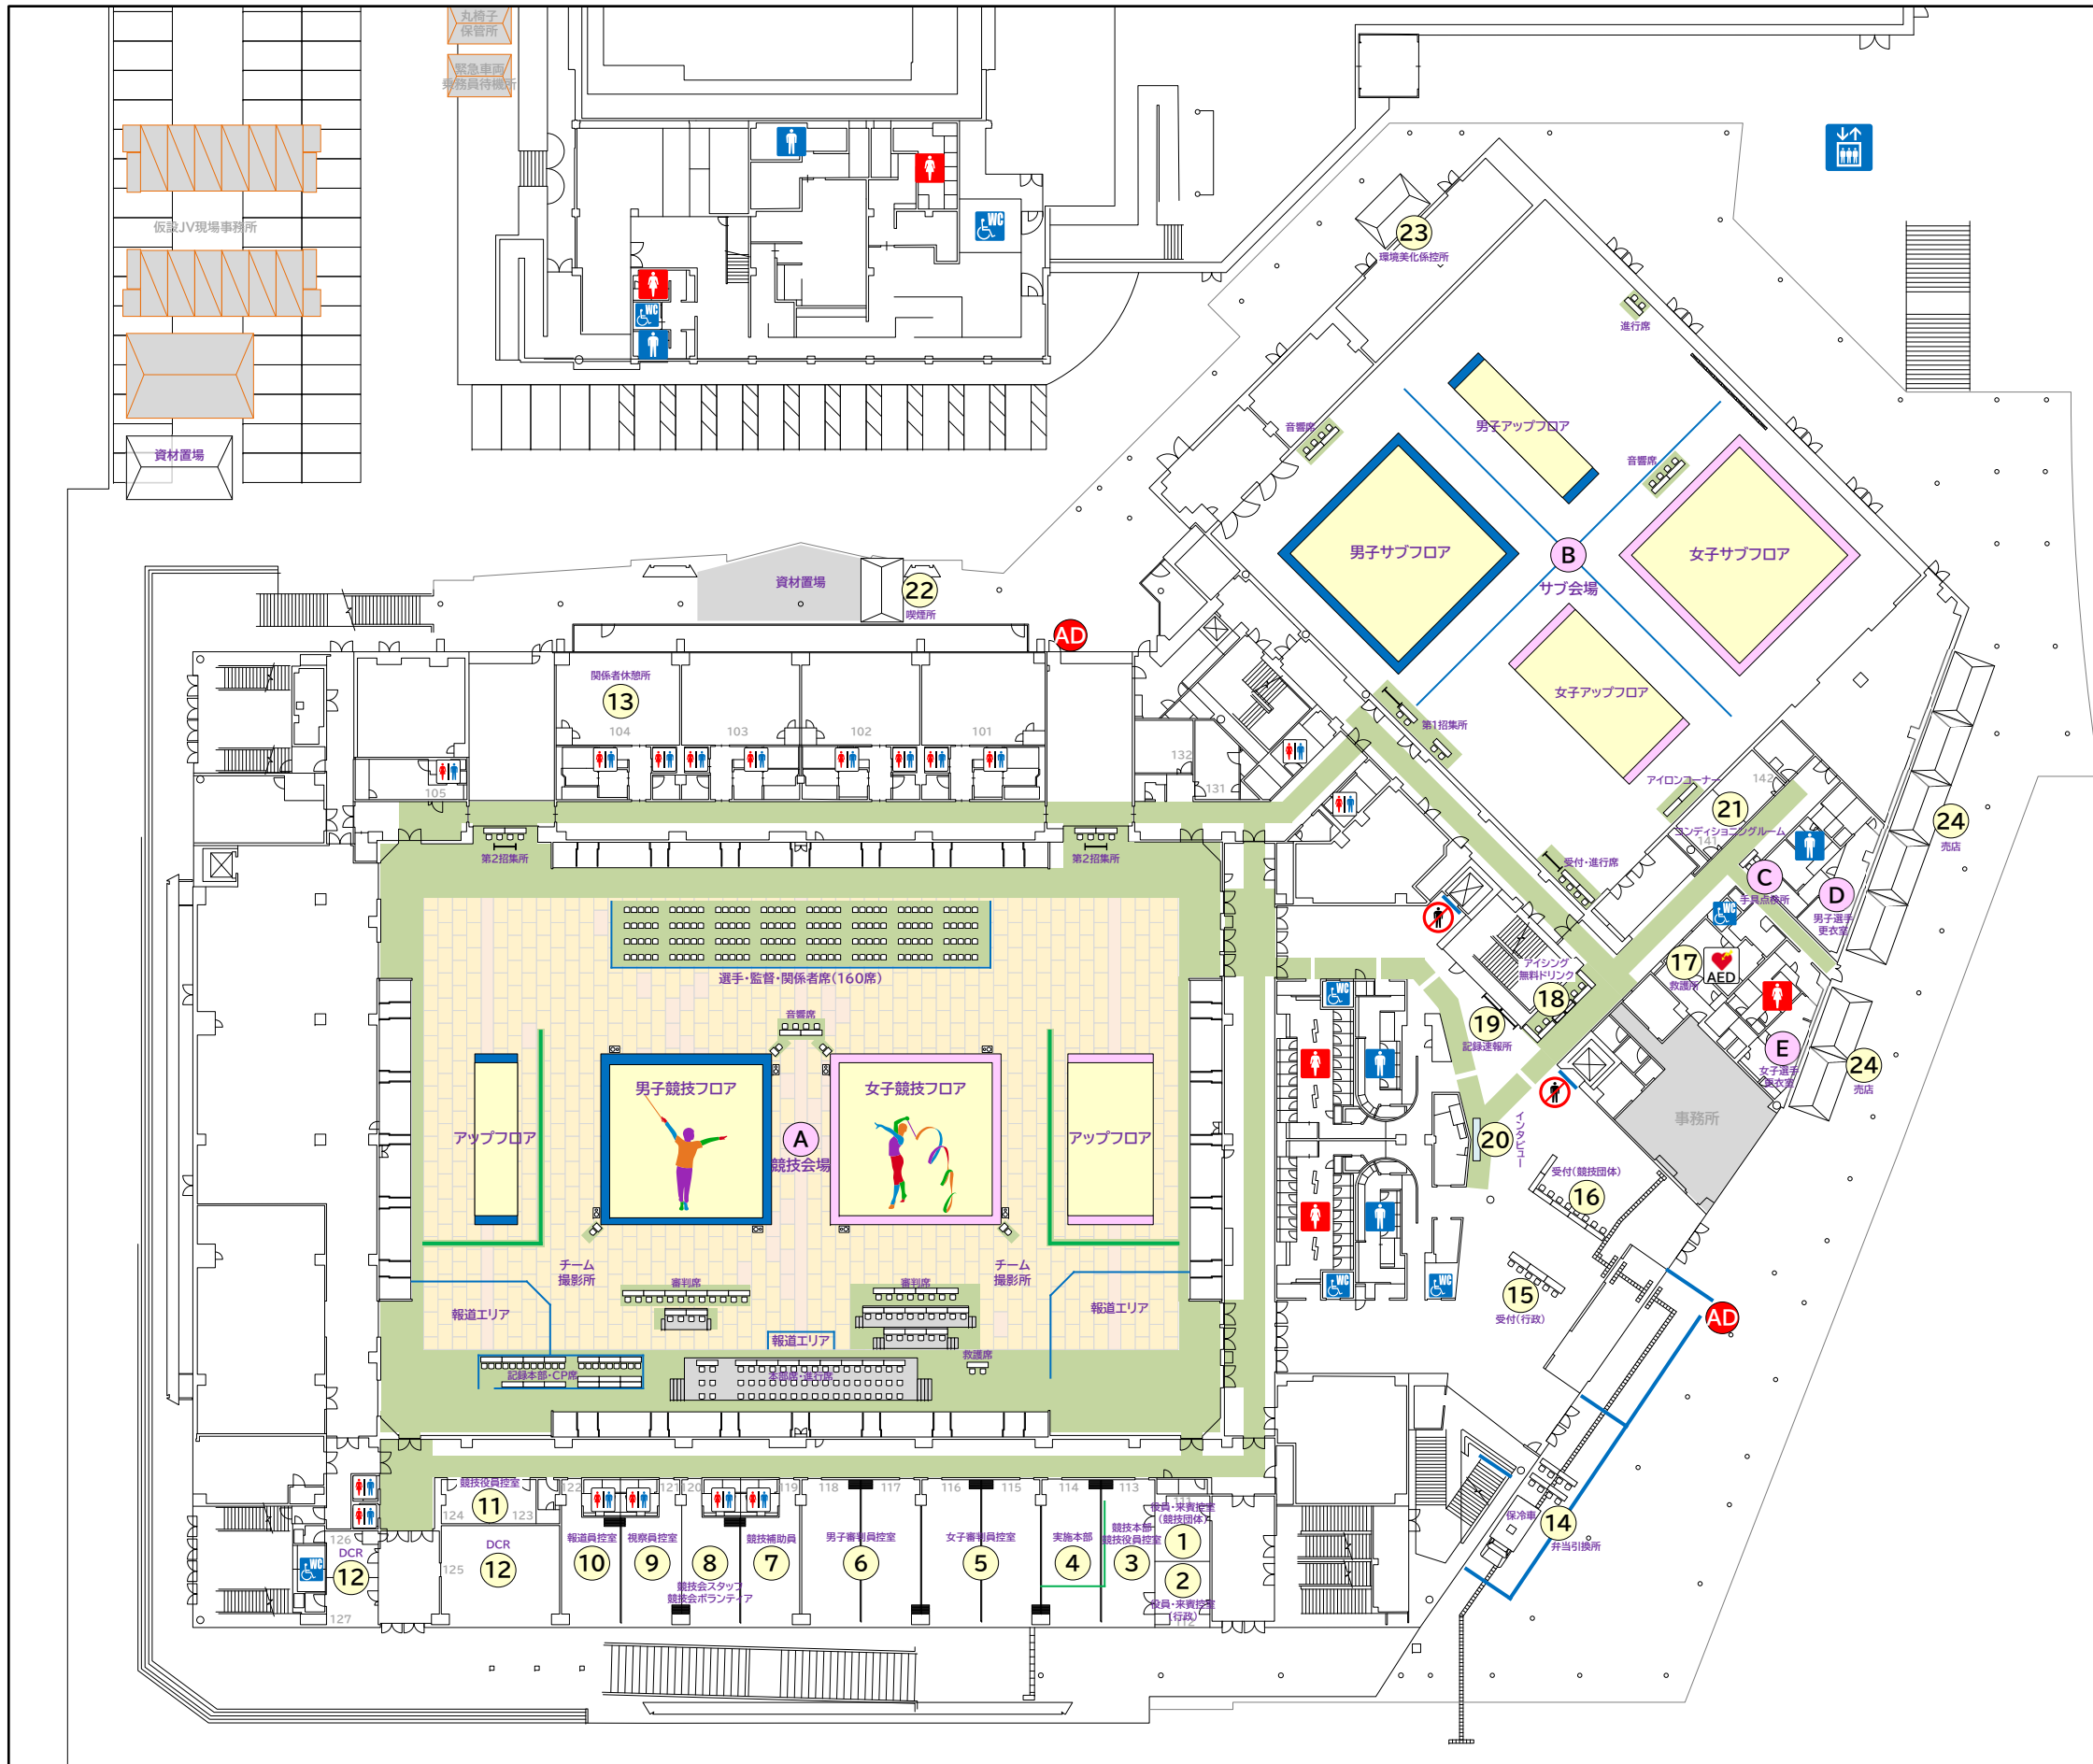 丸椅子
保管所
緊急車両
乗務員待機所
仮設JV現場事務所
資材置場
WC
WC
23
環境美化係控所
進行席
音響席
男子アップフロア
音響席
男子サブフロア
B
サブ会場
女子サブフロア
女子アップフロア
第1招集所
資材置場
22
喫煙所
AD
関係者休憩所
13
104
103
102
101
105
132
131
アイロンコーナー
142
21
コンディショニングルーム
141
24
売店
受付・進行席
C
手具点検所
D
男子選手
更衣室
WC
17
救護所
AED
アイシング
無料ドリンク
18
19
記録速報所
E
女子選手
更衣室
24
売店
事務所
第2招集所
第2招集所
選手・監督・関係者席(160席)
音響席
男子競技フロア
女子競技フロア
アップフロア
アップフロア
A
競技会場
WC
20
インタビュー
受付(競技団体)
16
チーム
撮影所
チーム
撮影所
審判席
審判席
報道エリア
報道エリア
報道エリア
WC
WC
15
受付(行政)
AD
救護席
記録本部・CP席
本部席・進行席
競技役員控室
11
124
123
122
121
120
119
118
117
116
115
114
113
111
役員・来賓控室
(競技団体)
1
2
役員・来賓控室
(行政)
112
126
DCR
12
WC
127
125
DCR
12
報道員控室
10
視察員控室
9
8
競技会スタッフ
競技会ボランティア
競技補助員
7
男子審判員控室
6
女子審判員控室
5
実施本部
4
競技本部
競技役員控室
3
保冷車
14
弁当引換所